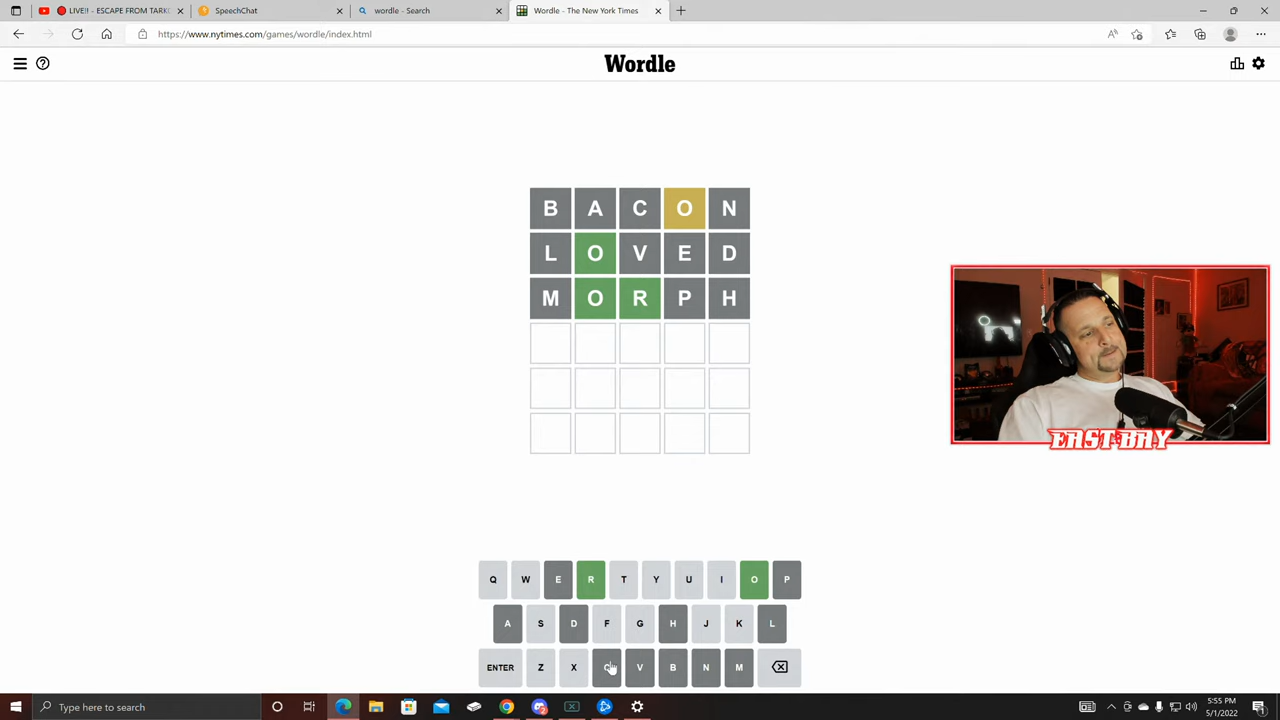 LIVE!! - ESCAPE FROM TARKO
SpeechChat
wordle - Search
Wordle - The New York Times
https://www.nytimes.com/games/wordle/index.html
Wordle
B A C O N
L O V E D
M O R P H
EAST BAY
Q W E R T Y U I O P
A S D F G H J K L
ENTER Z X C V B N M
Type here to search
5:55 PM
5/1/2022